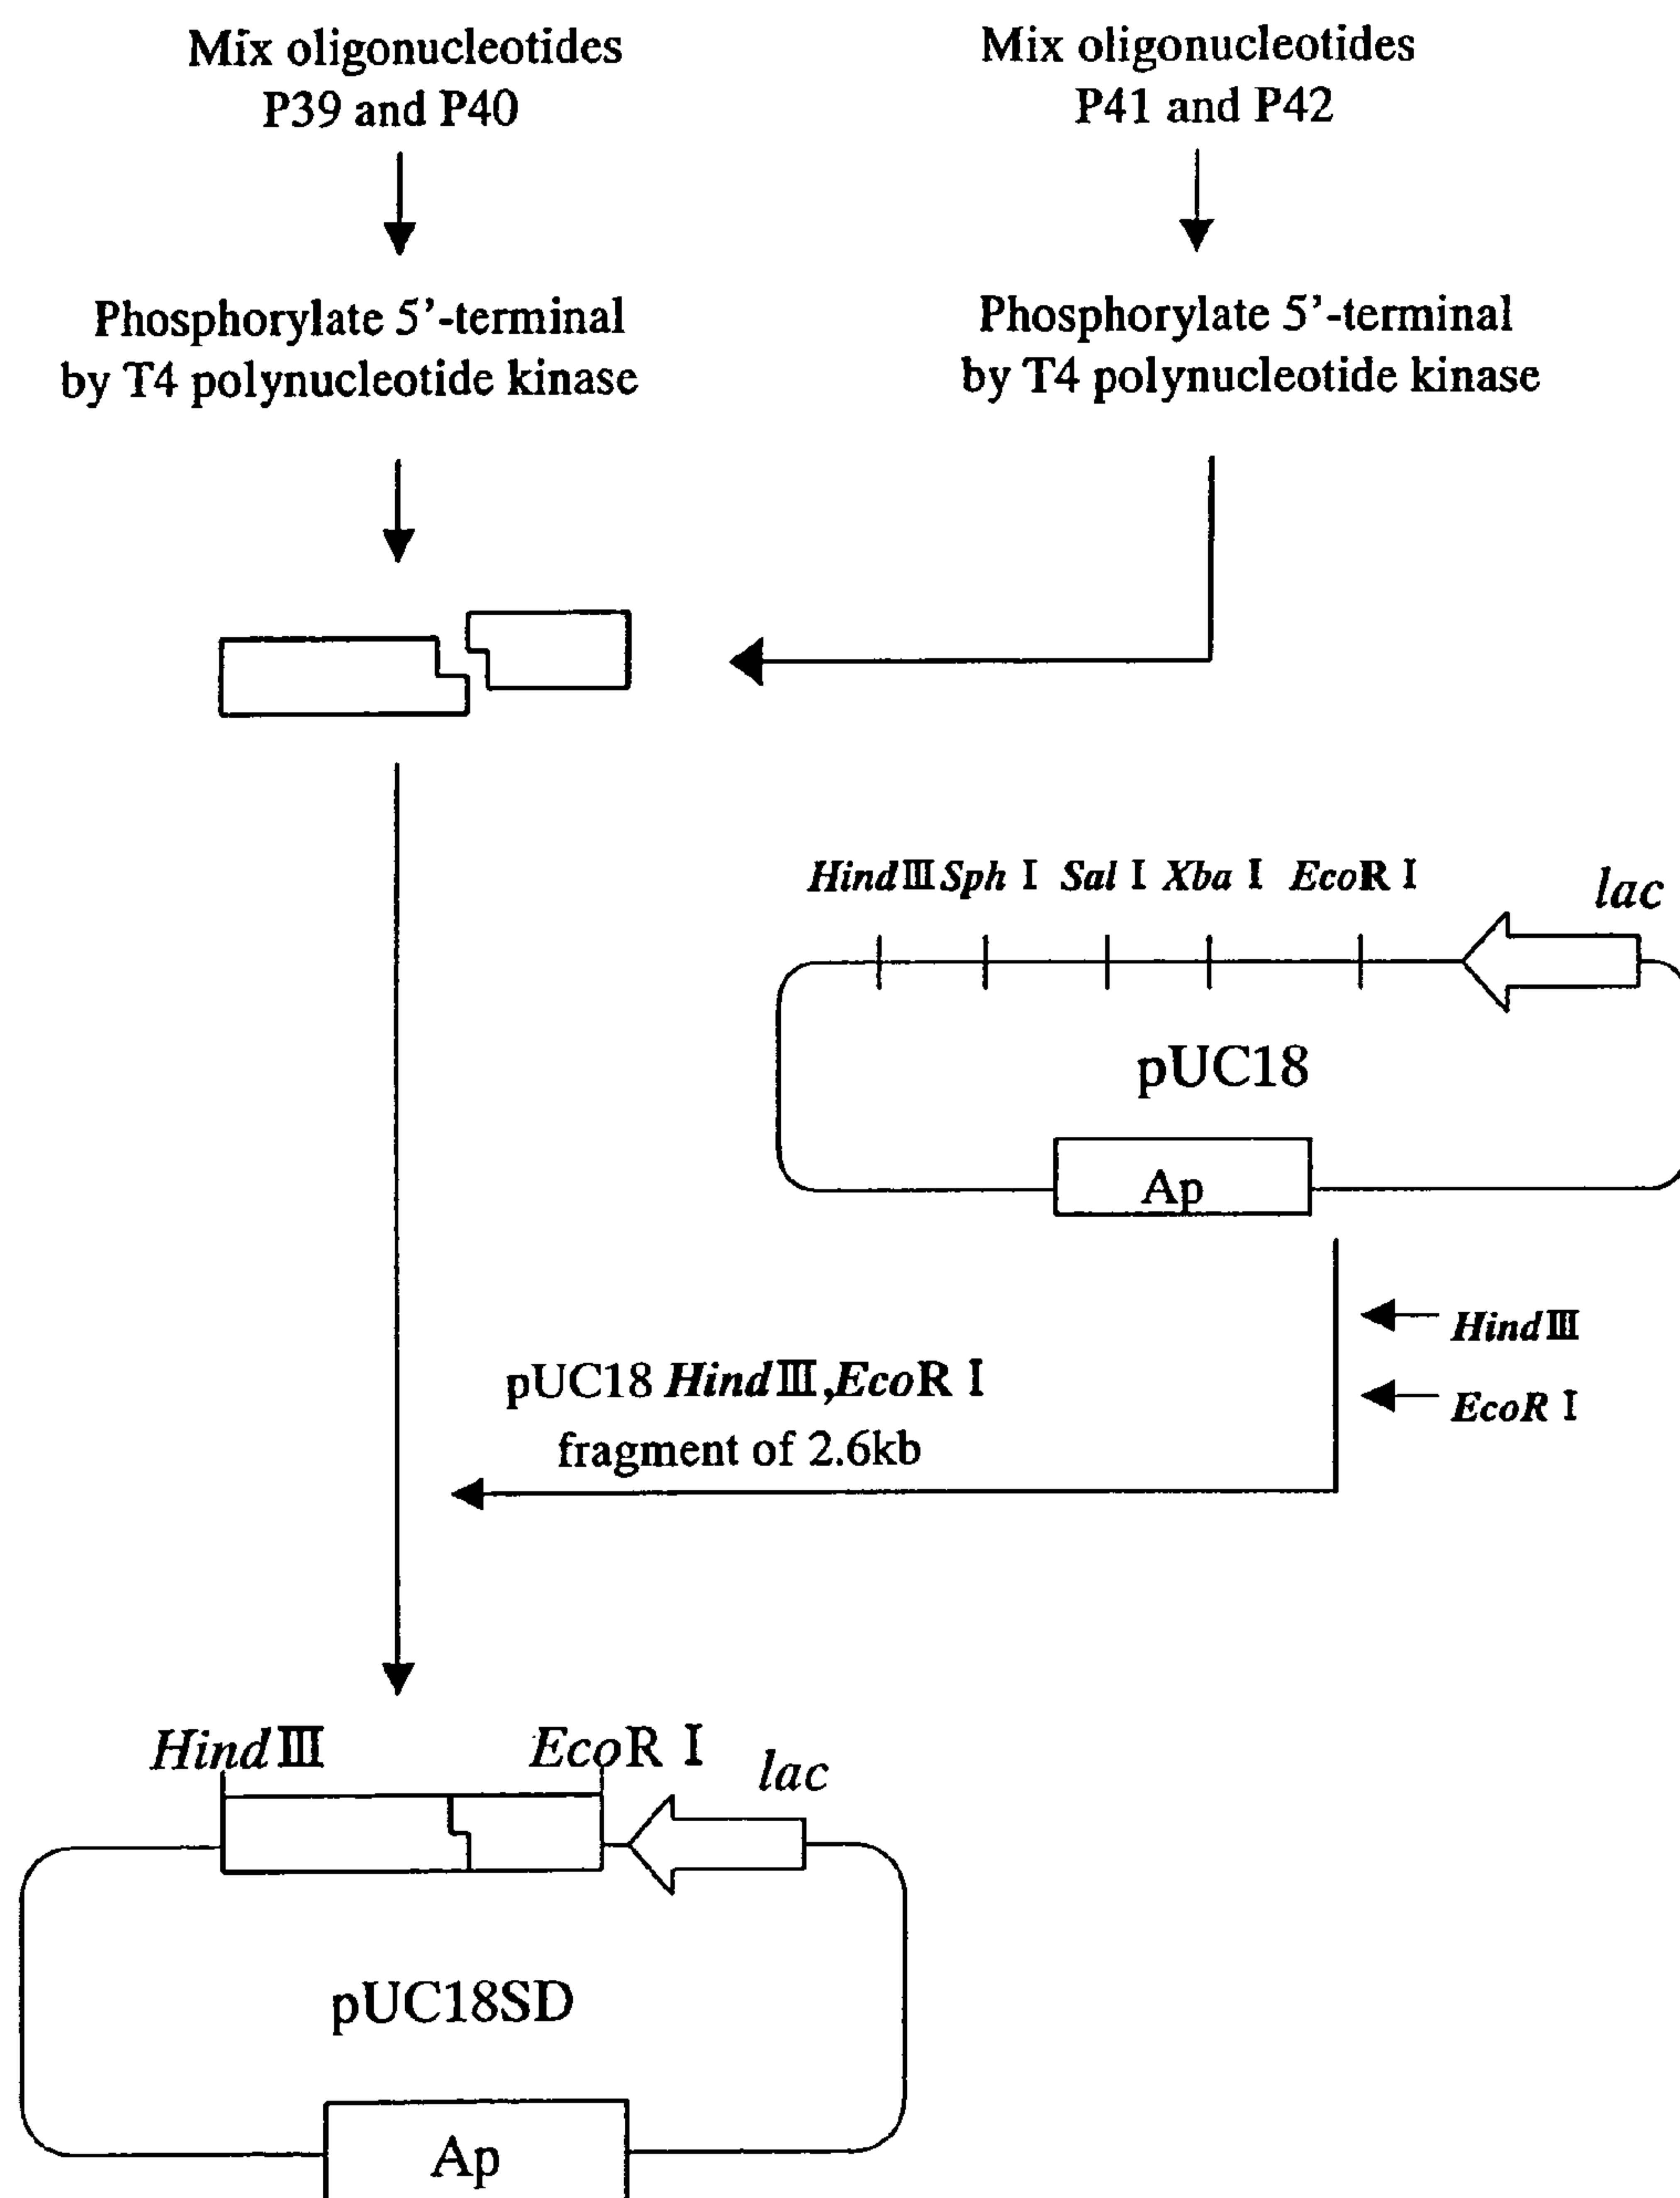 Mix oligonucleotides
P39 and P40
Mix oligonucleotides
P41 and P42
Phosphorylate 5’-terminal
by T4 polynucleotide kinase
Phosphorylate 5’-terminal
by T4 polynucleotide kinase
HindⅢ Sph Ⅰ Sal Ⅰ Xba Ⅰ EcoR Ⅰ
lac
pUC18
Ap
HindⅢ
EcoR Ⅰ
pUC18 HindⅢ,EcoR Ⅰ
fragment of 2.6kb
HindⅢ EcoR Ⅰ
lac
pUC18SD
Ap